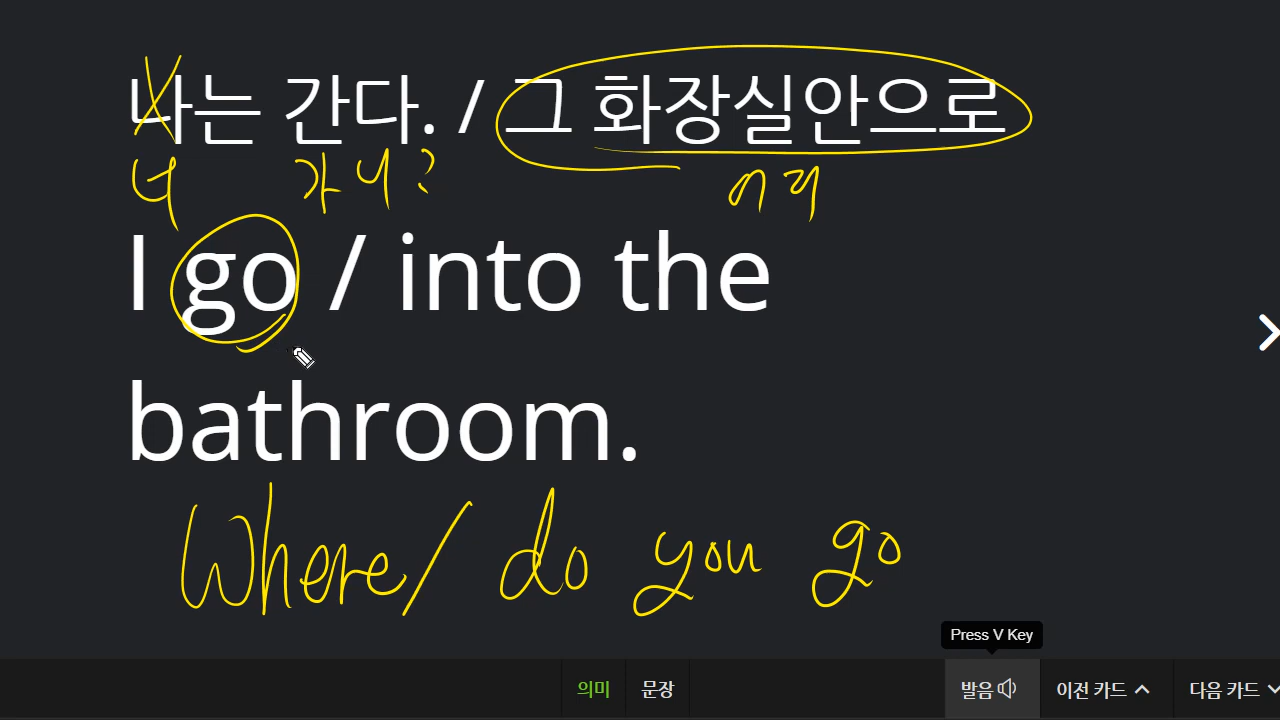 나는 간다. / 그 화장실안으로
너 가니?
I go / into the
bathroom.
Where / do you go
Press V Key
의미 문장 발음 이전 카드 다음 카드